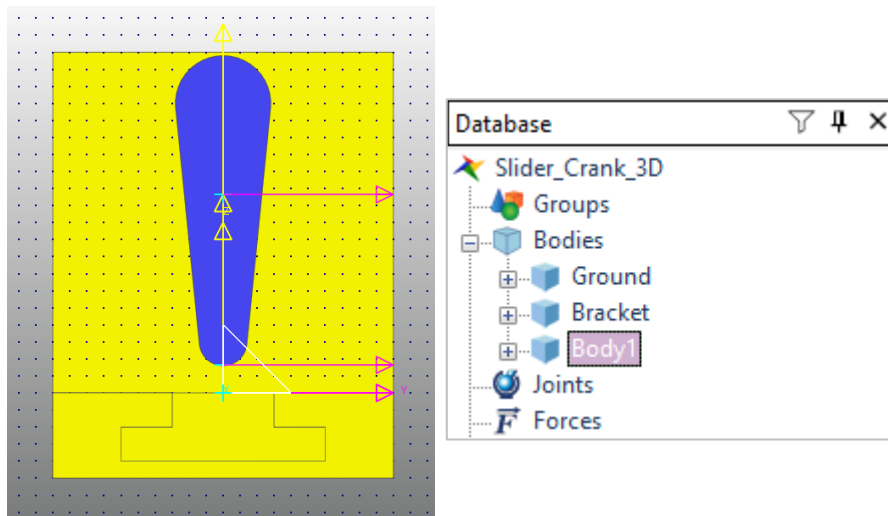 Y
X
Database
Slider_Crank_3D
Groups
Bodies
Ground
Bracket
Body1
Joints
F Forces